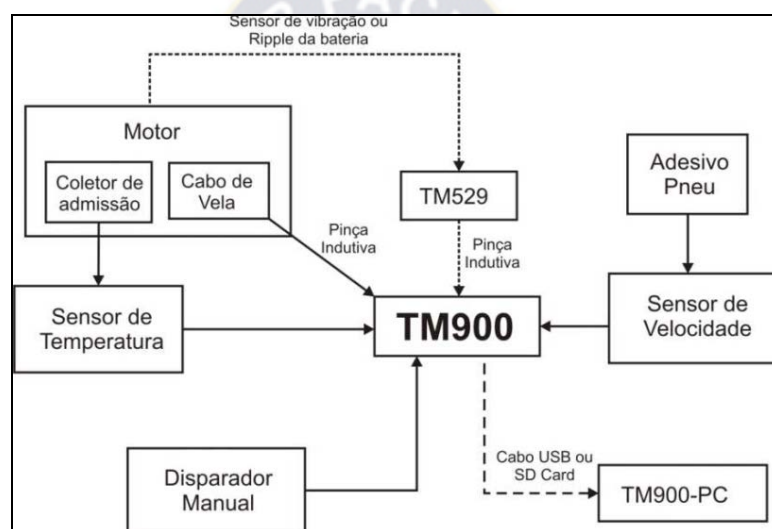 Sensor de vibração ou
Ripple da bateria
Motor
Coletor de
admissão
Cabo de
Vela
TM529
Adesivo
Pneu
Pinça
Indutiva
Pinça
Indutiva
Sensor de
Temperatura
TM900
Sensor de
Velocidade
Disparador
Manual
Cabo USB ou
SD Card
TM900-PC